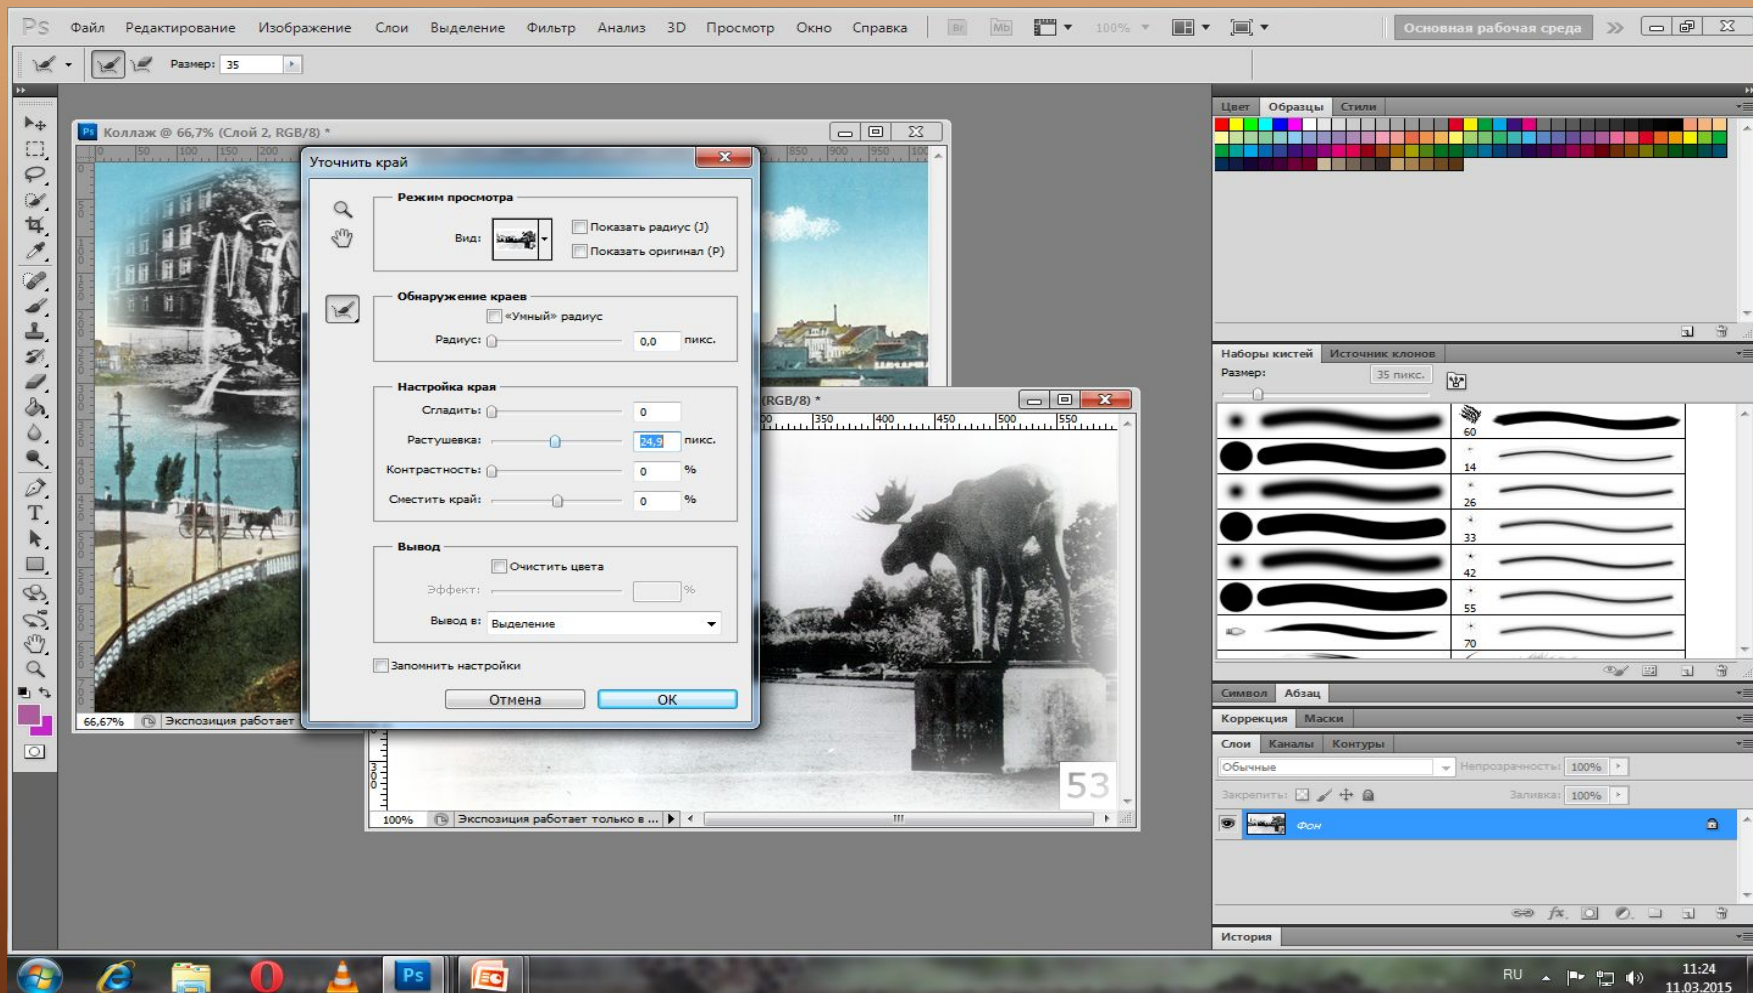 Ps Файл Редактирование Изображение Слои Выделение Фильтр Анализ 3D Просмотр Окно Справка Br Mb 100% Основная рабочая среда
Размер: 35
Коллаж @ 66,7% (Слой 2, RGB/8) *
Уточнить край
Режим просмотра
Вид:
Показать радиус (J)
Показать оригинал (P)
Обнаружение краев
«Умный» радиус
Радиус: 0,0 пикс.
Настройка края
Сгладить: 0
Растушевка: 24,9 пикс.
Контрастность: 0 %
Сместить край: 0 %
Вывод
Очистить цвета
Эффект: %
Вывод в: Выделение
Запомнить настройки
Отмена OK
66,67% Экспозиция работает
(RGB/8) *
350 400 450 500 550
53
100% Экспозиция работает только в ...
Цвет Образцы Стили
Наборы кистей Источник клонов
Размер: 35 пикс.
60
14
26
33
42
55
70
Символ Абзац
Коррекция Маски
Слои Каналы Контуры
Обычные Непрозрачность: 100%
Закрепить: Заливка: 100%
Фон
История
Ps RU 11:24
11.03.2015